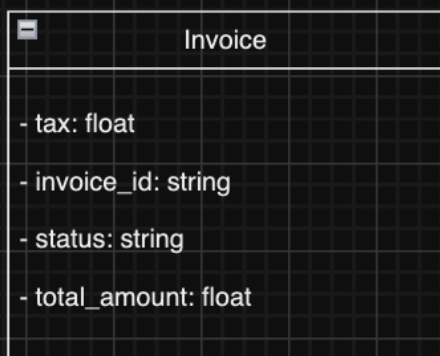 Invoice
- tax: float
- invoice_id: string
- status: string
- total_amount: float